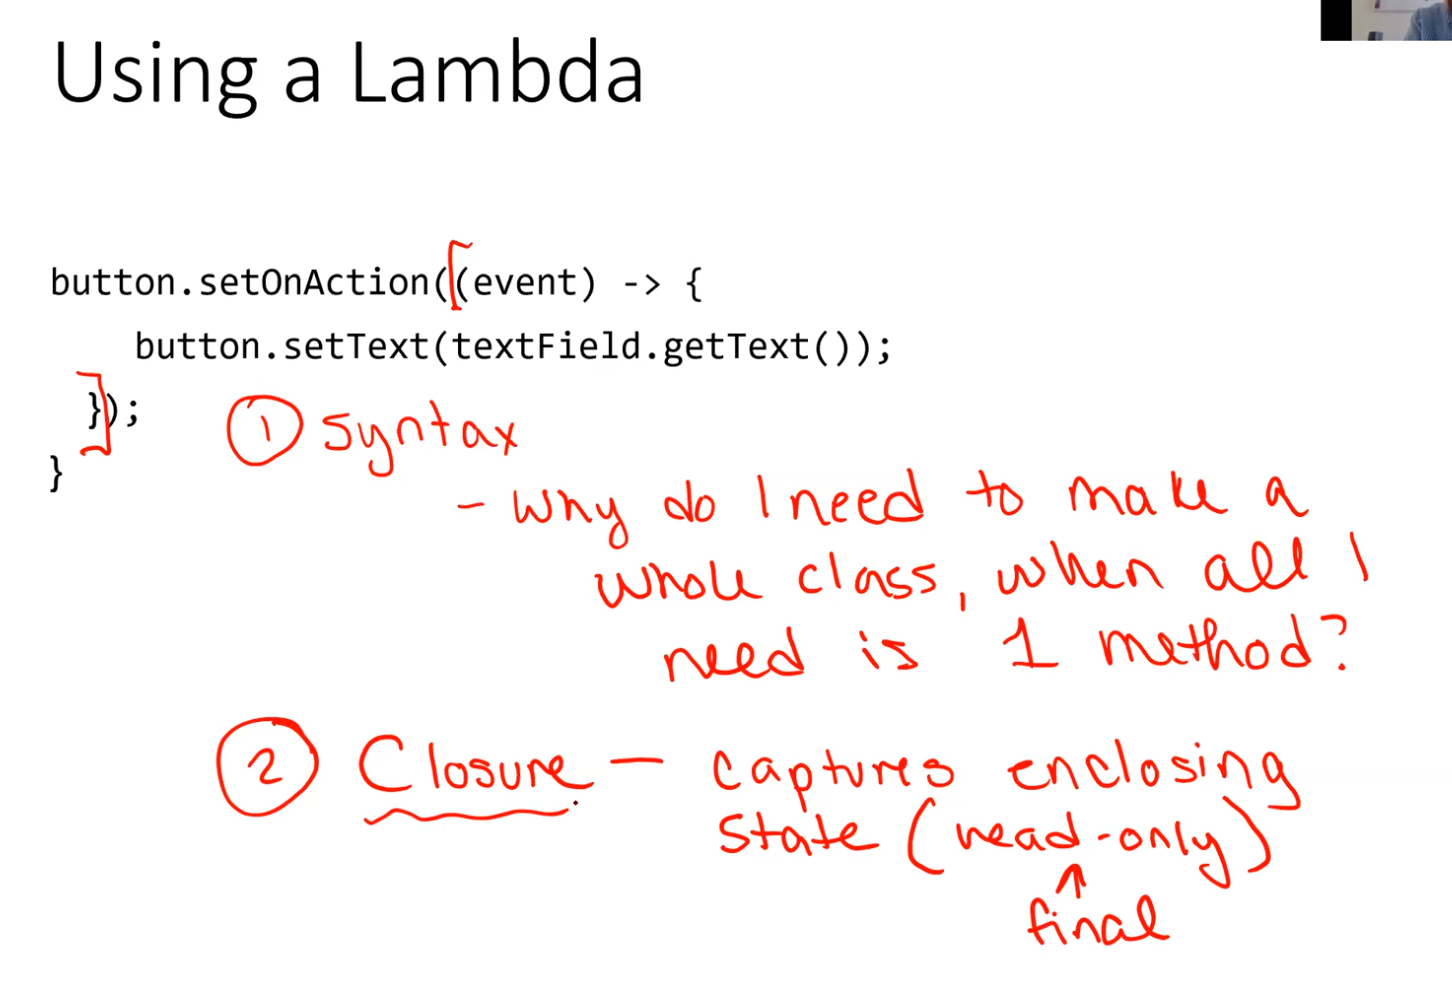 Using a Lambda
button.setOnAction((event) -> {
button.setText(textField.getText());
});
}
① Syntax
- Why do I need to make a
whole class, when all I
need is 1 method?
② Closure — captures enclosing
state (read-only)
↑
final